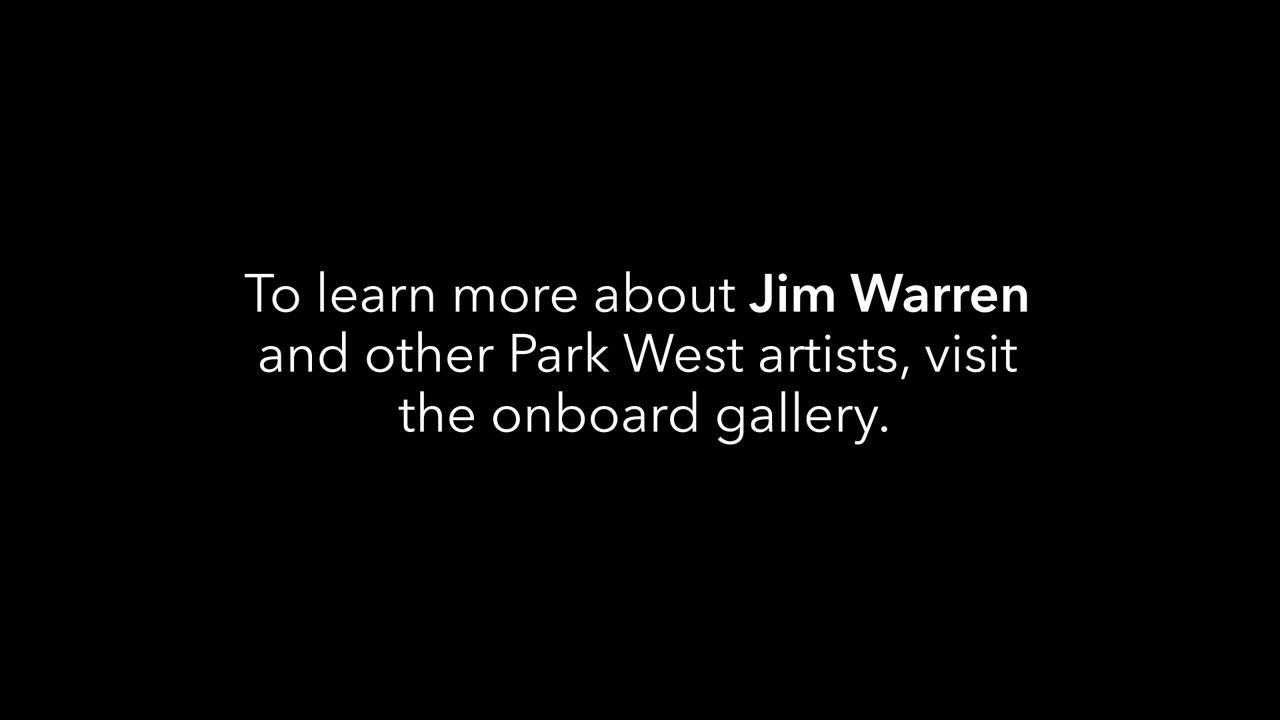 To learn more about Jim Warren
and other Park West artists, visit
the onboard gallery.